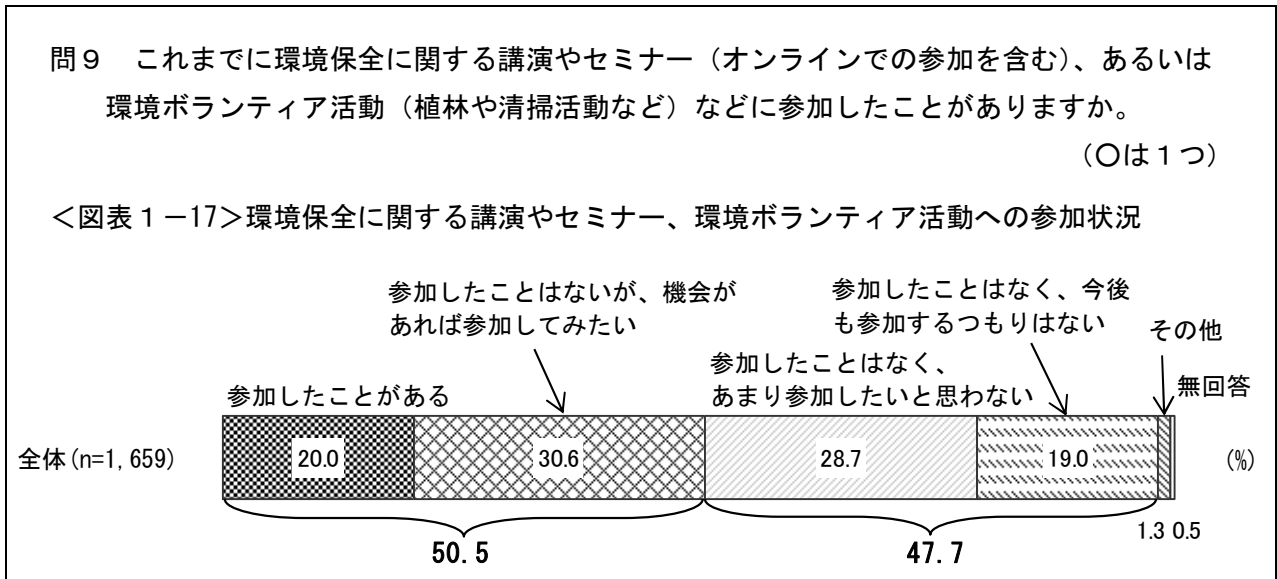 問９　これまでに環境保全に関する講演やセミナー（オンラインでの参加を含む）、あるいは
環境ボランティア活動（植林や清掃活動など）などに参加したことがありますか。
（〇は１つ）
＜図表１－17＞環境保全に関する講演やセミナー、環境ボランティア活動への参加状況
参加したことはないが、機会が
あれば参加してみたい
参加したことはなく、今後
も参加するつもりはない
その他
参加したことがある
参加したことはなく、
あまり参加したいと思わない
無回答
全体(n=1,659)
20.0
30.6
28.7
19.0
(%)
1.3 0.5
50.5
47.7